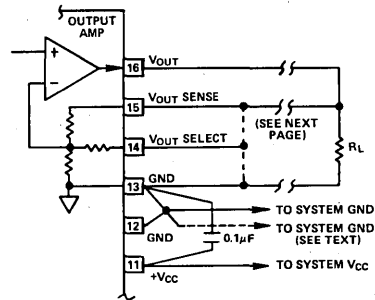 OUTPUT
AMP
+
−
16 VOUT
15 VOUT SENSE
(SEE NEXT
PAGE)
RL
14 VOUT SELECT
13 GND
TO SYSTEM GND
12 GND
0.1μF
TO SYSTEM GND
(SEE TEXT)
11 +VCC
TO SYSTEM VCC